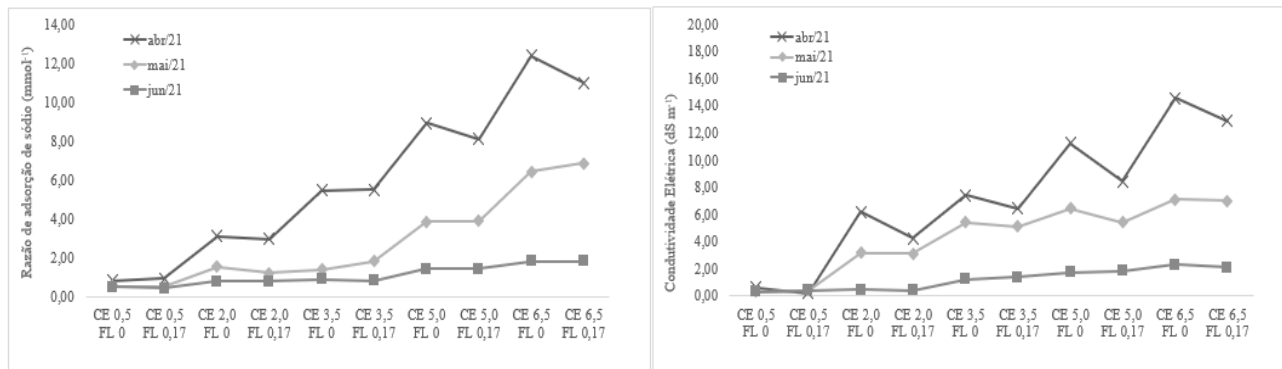 Razão de adsorção de sódio (mmol⁻¹)
14,00
12,00
10,00
8,00
6,00
4,00
2,00
0,00
abr/21
mai/21
jun/21
CE 0,5 FL 0
CE 0,5 FL 0,17
CE 2,0 FL 0
CE 2,0 FL 0,17
CE 3,5 FL 0
CE 3,5 FL 0,17
CE 5,0 FL 0
CE 5,0 FL 0,17
CE 6,5 FL 0
CE 6,5 FL 0,17
Condutividade Elétrica (dS m⁻¹)
20,00
18,00
16,00
14,00
12,00
10,00
8,00
6,00
4,00
2,00
0,00
abr/21
mai/21
jun/21
CE 0,5 FL 0
CE 0,5 FL 0,17
CE 2,0 FL 0
CE 2,0 FL 0,17
CE 3,5 FL 0
CE 3,5 FL 0,17
CE 5,0 FL 0
CE 5,0 FL 0,17
CE 6,5 FL 0
CE 6,5 FL 0,17